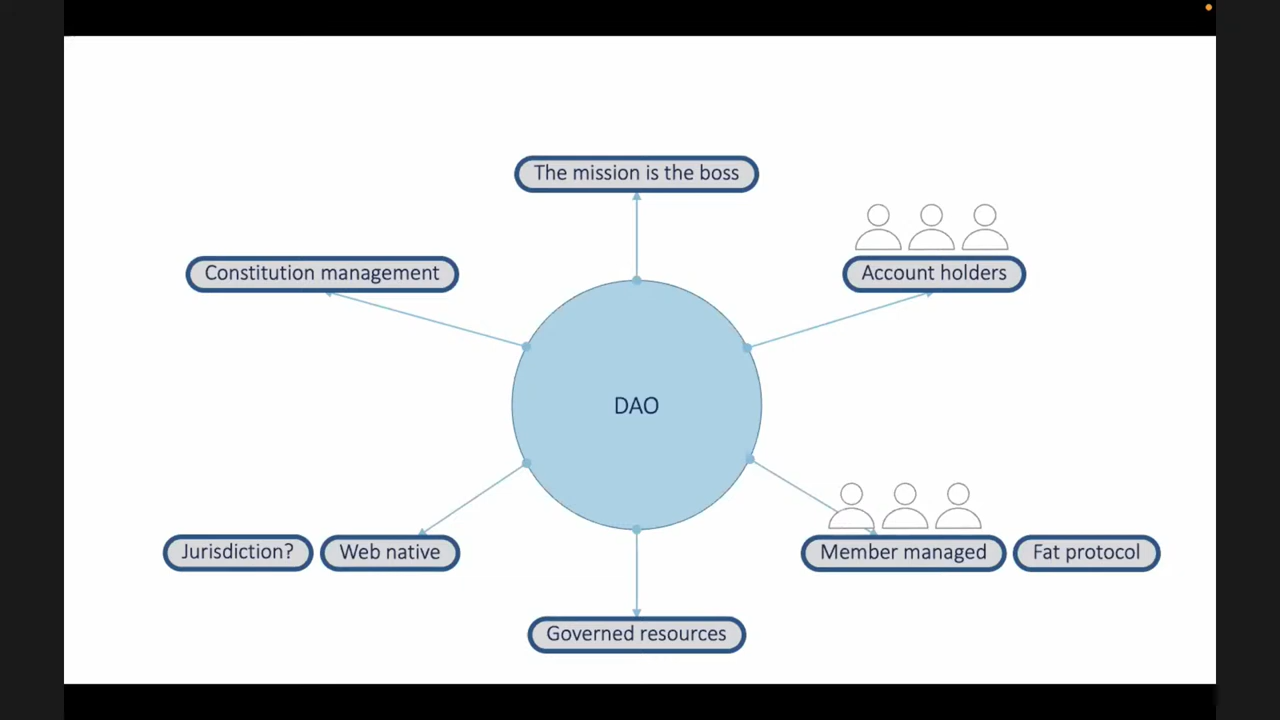 The mission is the boss
Constitution management
Account holders
DAO
Jurisdiction?
Web native
Member managed
Fat protocol
Governed resources